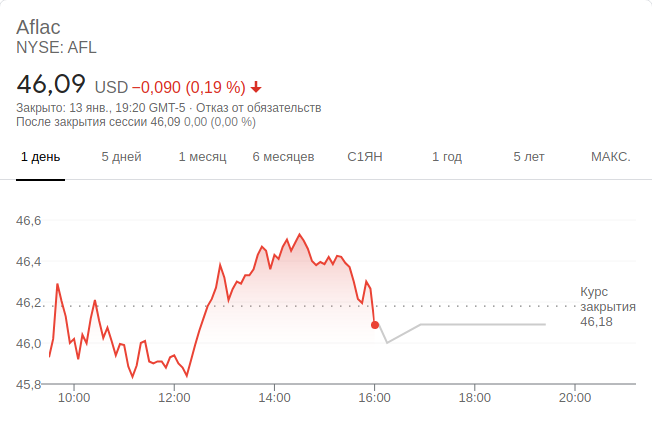 Aflac
NYSE: AFL
46,09 USD −0,090 (0,19 %)
Закрыто: 13 янв., 19:20 GMT-5 · Отказ от обязательств
После закрытия сессии 46,09 0,00 (0,00 %)
1 день 5 дней 1 месяц 6 месяцев С1ЯН 1 год 5 лет МАКС.
46,6
46,4
46,2
46,0
45,8
Курс
закрытия
46,18
10:00 12:00 14:00 16:00 18:00 20:00